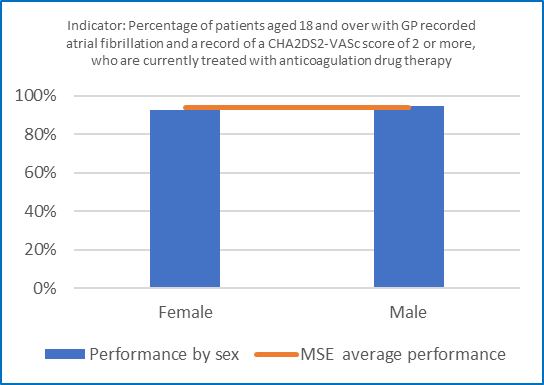 Indicator: Percentage of patients aged 18 and over with GP recorded
atrial fibrillation and a record of a CHA2DS2-VASc score of 2 or more,
who are currently treated with anticoagulation drug therapy
100%
80%
60%
40%
20%
0%
Female Male
Performance by sex MSE average performance